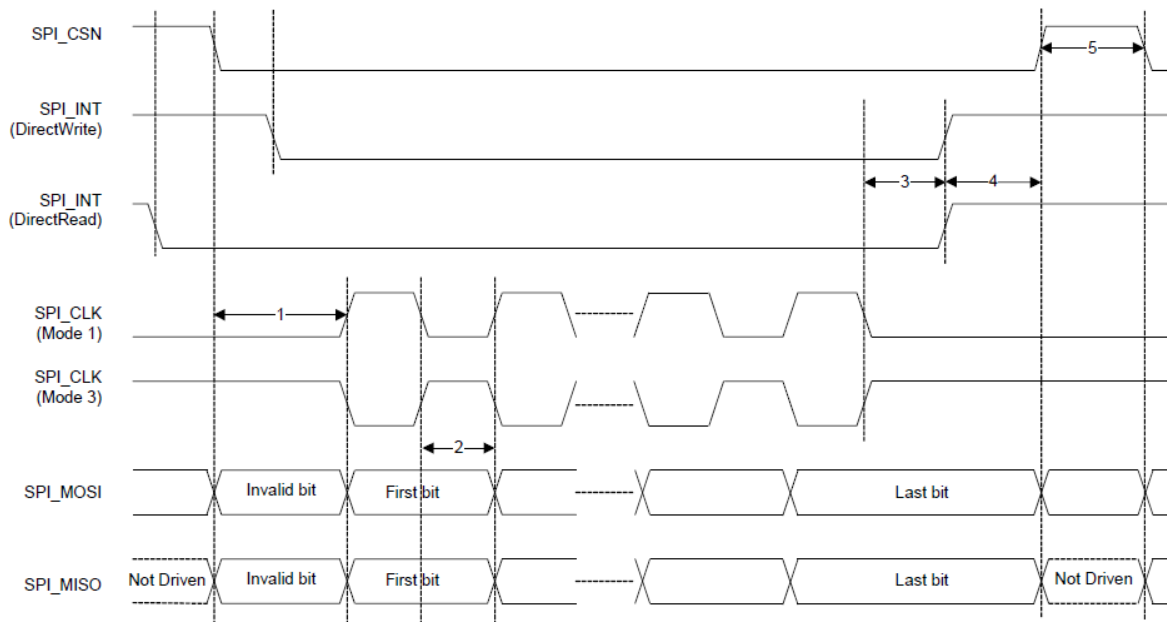 SPI_CSN
5
SPI_INT
(DirectWrite)
3
4
SPI_INT
(DirectRead)
SPI_CLK
(Mode 1)
1
SPI_CLK
(Mode 3)
2
SPI_MOSI
Invalid bit
First bit
Last bit
SPI_MISO
Not Driven
Invalid bit
First bit
Last bit
Not Driven